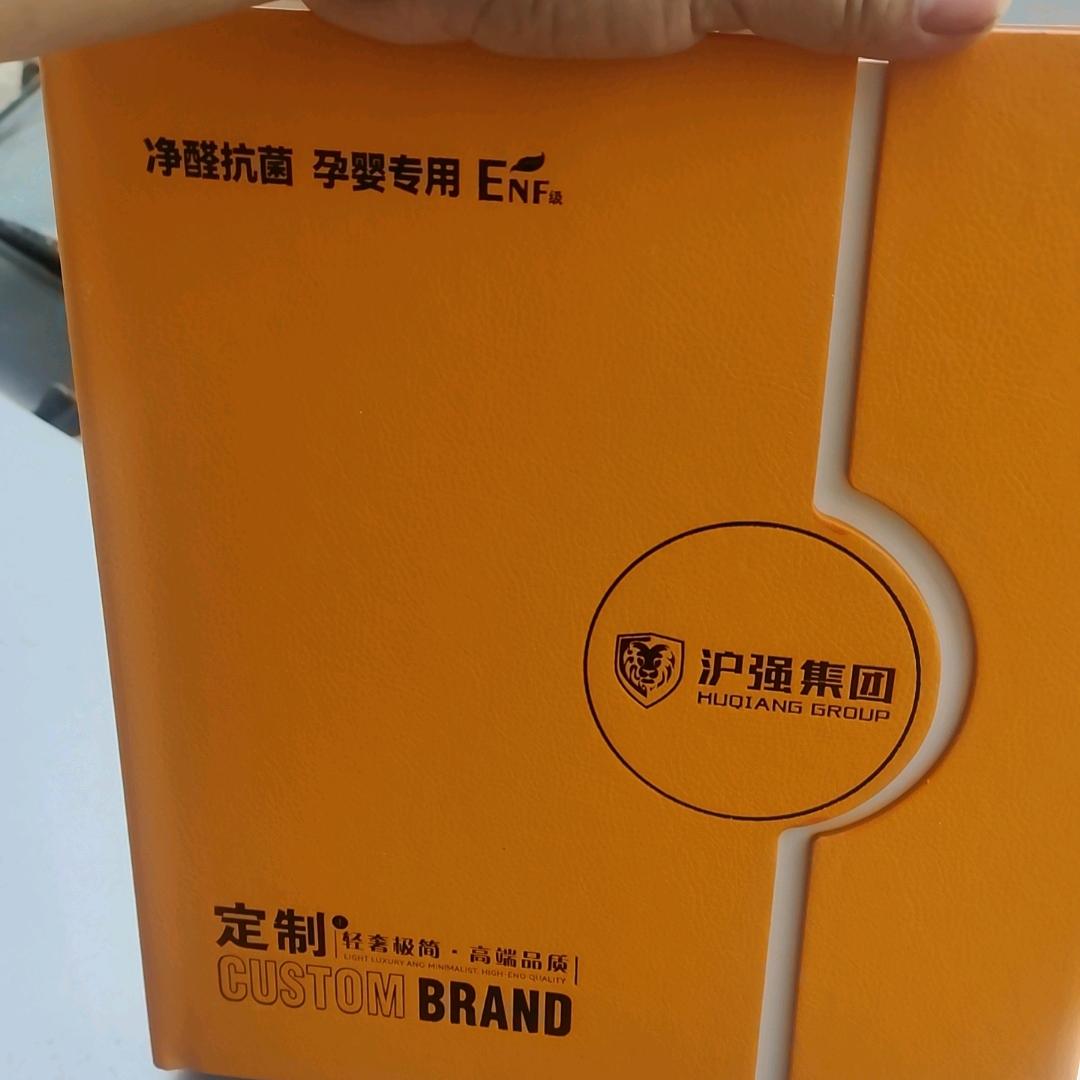 净醛抗菌 孕婴专用 ENF级
沪强集团
HUQIANG GROUP
定制 轻奢极简·高端品质
LIGHT LUXURY AND MINIMALIST, HIGH-END QUALITY
CUSTOM BRAND